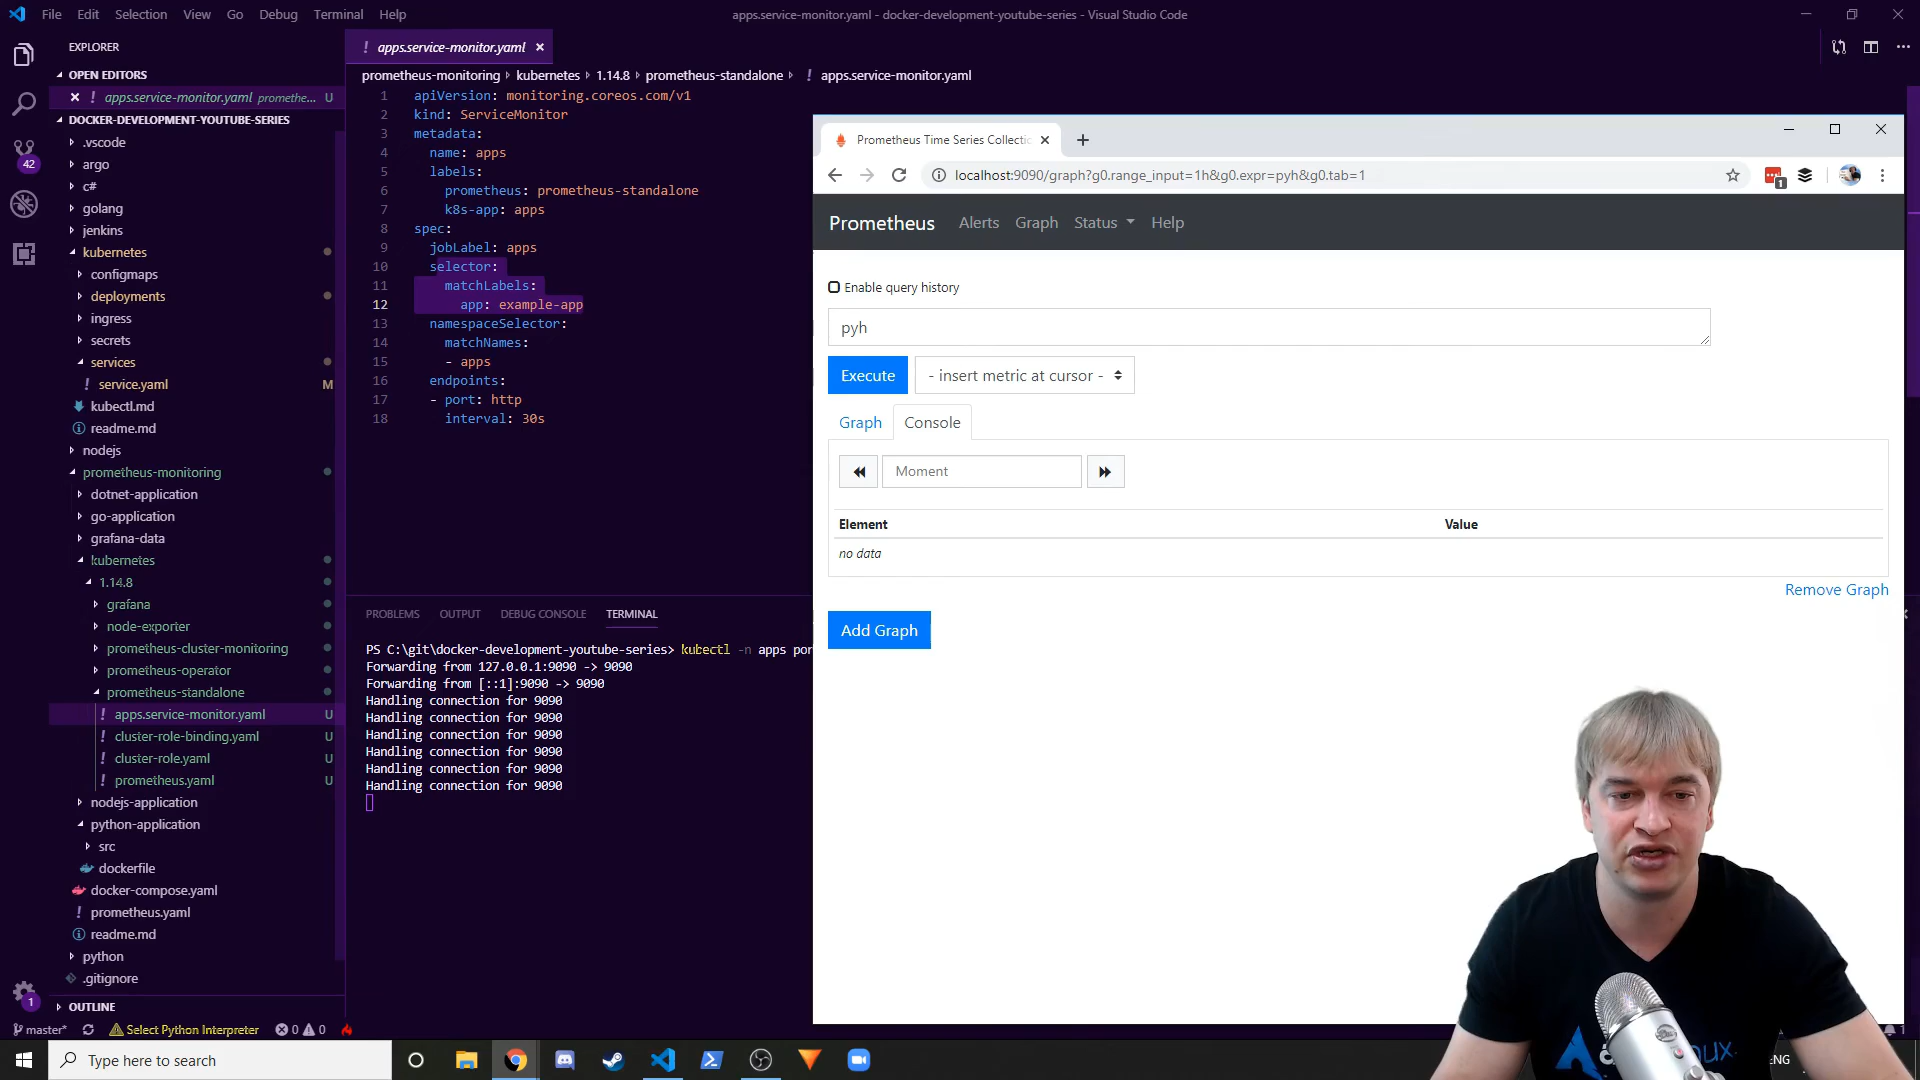 File Edit Selection View Go Debug Terminal Help
apps.service-monitor.yaml - docker-development-youtube-series - Visual Studio Code
EXPLORER
OPEN EDITORS
apps.service-monitor.yaml promethe... U
DOCKER-DEVELOPMENT-YOUTUBE-SERIES
.vscode
argo
c#
golang
jenkins
kubernetes
configmaps
deployments
ingress
secrets
services
service.yaml M
kubectl.md
readme.md
nodejs
prometheus-monitoring
dotnet-application
go-application
grafana-data
kubernetes
1.14.8
grafana
node-exporter
prometheus-cluster-monitoring
prometheus-operator
prometheus-standalone
apps.service-monitor.yaml U
cluster-role-binding.yaml U
cluster-role.yaml U
prometheus.yaml U
nodejs-application
python-application
src
dockerfile
docker-compose.yaml
prometheus.yaml
readme.md
python
.gitignore
OUTLINE
42
1
apps.service-monitor.yaml
prometheus-monitoring kubernetes 1.14.8 prometheus-standalone ! apps.service-monitor.yaml
1 apiVersion: monitoring.coreos.com/v1
2 kind: ServiceMonitor
3 metadata:
4 name: apps
5 labels:
6 prometheus: prometheus-standalone
7 k8s-app: apps
8 spec:
9 jobLabel: apps
10 selector:
11 matchLabels:
12 app: example-app
13 namespaceSelector:
14 matchNames:
15 - apps
16 endpoints:
17 - port: http
18 interval: 30s
PROBLEMS OUTPUT DEBUG CONSOLE TERMINAL
PS C:\git\docker-development-youtube-series> kubectl -n apps por
Forwarding from 127.0.0.1:9090 -> 9090
Forwarding from [::1]:9090 -> 9090
Handling connection for 9090
Handling connection for 9090
Handling connection for 9090
Handling connection for 9090
Handling connection for 9090
Handling connection for 9090
Prometheus Time Series Collecti
localhost:9090/graph?g0.range_input=1h&g0.expr=pyh&g0.tab=1
1
Prometheus Alerts Graph Status Help
Enable query history
pyh
Execute
- insert metric at cursor -
Graph Console
Moment
Element Value
no data
Remove Graph
Add Graph
master* Select Python Interpreter 0 0
1
Type here to search
ENG